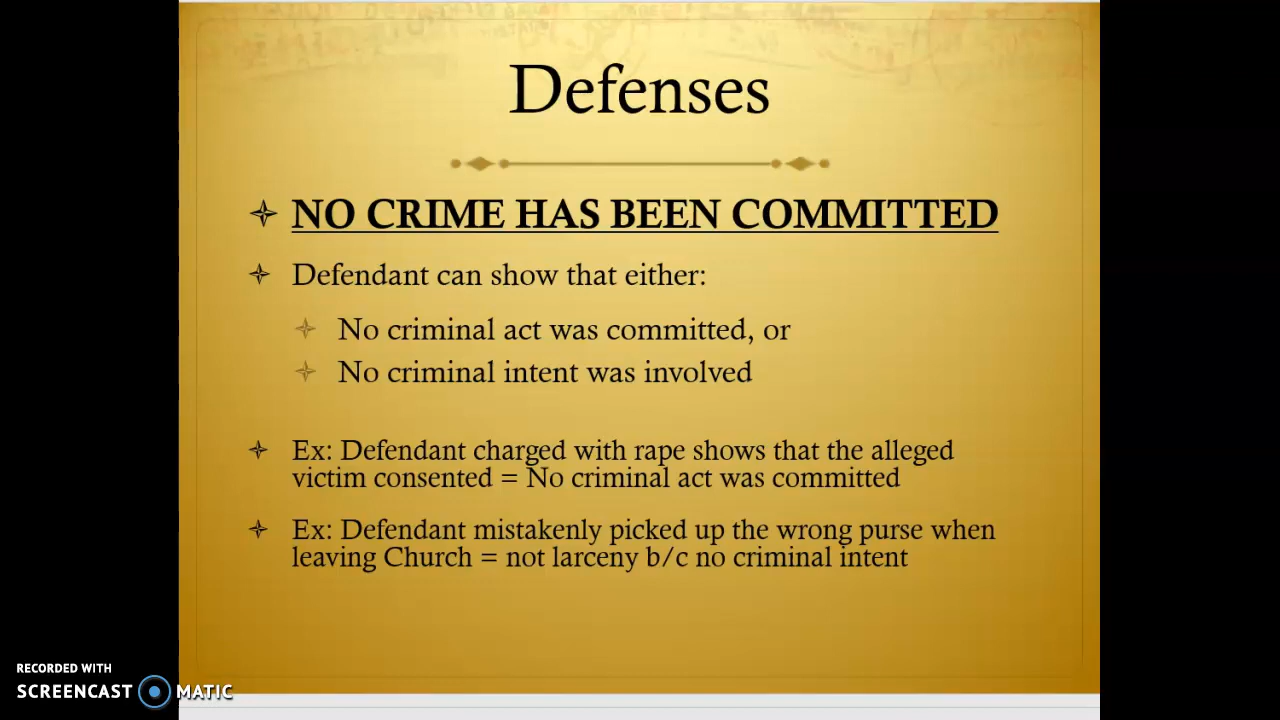 Defenses
NO CRIME HAS BEEN COMMITTED
Defendant can show that either:
No criminal act was committed, or
No criminal intent was involved
Ex: Defendant charged with rape shows that the alleged
victim consented = No criminal act was committed
Ex: Defendant mistakenly picked up the wrong purse when
leaving Church = not larceny b/c no criminal intent
RECORDED WITH
SCREENCAST MATIC